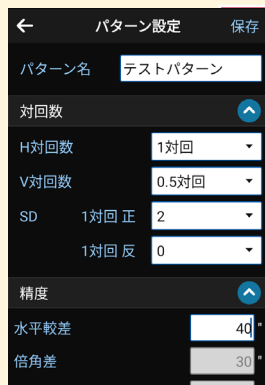 パターン設定 保存
パターン名 テストパターン
対回数
H対回数 1対回
V対回数 0.5対回
SD 1対回 正 2
1対回 反 0
精度
水平較差 40 "
倍角差 30 "